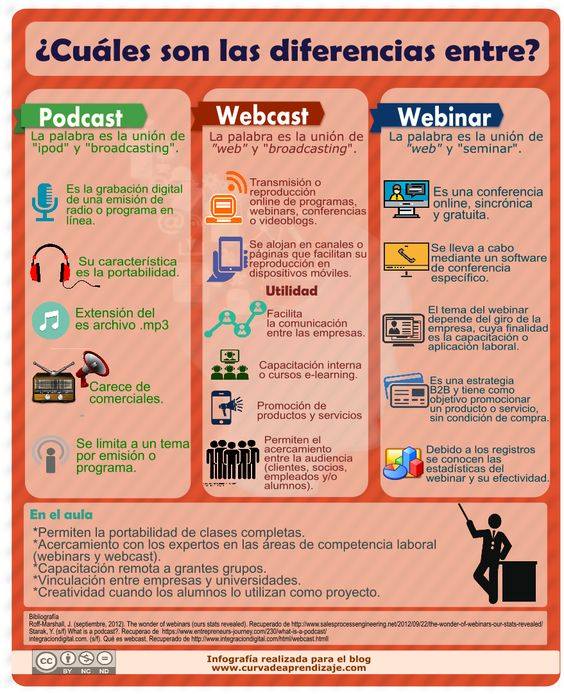 ¿Cuáles son las diferencias entre?
Podcast
La palabra es la unión de
"ipod" y "broadcasting".
Es la grabación digital
de una emisión de
radio o programa en
línea.
Su característica
es la portabilidad.
Extensión del
es archivo .mp3
Carece de
comerciales.
Se limita a un tema
por emisión o
programa.
Webcast
La palabra es la unión de
"web" y "broadcasting".
Transmisión o
reproducción
online de programas,
webinars, conferencias
o videoblogs.
Se alojan en canales o
páginas que facilitan su
reproducción en
dispositivos móviles.
Utilidad
Facilita
la comunicación
entre las empresas.
Capacitación interna
o cursos e-learning.
Promoción de
productos y servicios
Permiten el
acercamiento
entre la audiencia
(clientes, socios,
empleados y/o
alumnos).
Webinar
La palabra es la unión de
"web" y "seminar".
Es una conferencia
online, sincrónica
y gratuita.
Se lleva a cabo
mediante un software
de conferencia
específico.
El tema del webinar
depende del giro de la
empresa, cuya finalidad
es la capacitación o
aplicación laboral.
Es una estrategia
B2B y tiene como
objetivo promocionar
un producto o servicio,
sin condición de compra.
Debido a los registros
se conocen las
estadísticas del
webinar y su efectividad.
En el aula
*Permiten la portabilidad de clases completas.
*Acercamiento con los expertos en las áreas de competencia laboral
(webinars y webcast).
*Capacitación remota a grantes grupos.
*Vinculación entre empresas y universidades.
*Creatividad cuando los alumnos lo utilizan como proyecto.
Bibliografía
Roff-Marshall, J. (septiembre, 2012). The wonder of webinars (ours stats revealed). Recuperado de http://www.salesprocessengineering.net/2012/09/22/the-wonder-of-webinars-our-stats-revealed/
Starak, Y. (s/f) What is a podcast?. Recuperao de https://www.entrepreneurs-journey.com/230/what-is-a-podcast/
integraciondigital.com. (s/f). Qué es webcast. Recuperado de http://www.integraciondigital.com/html/webcast.htmll
cc
BY NC ND
Infografía realizada para el blog
www.curvadeaprendizaje.com